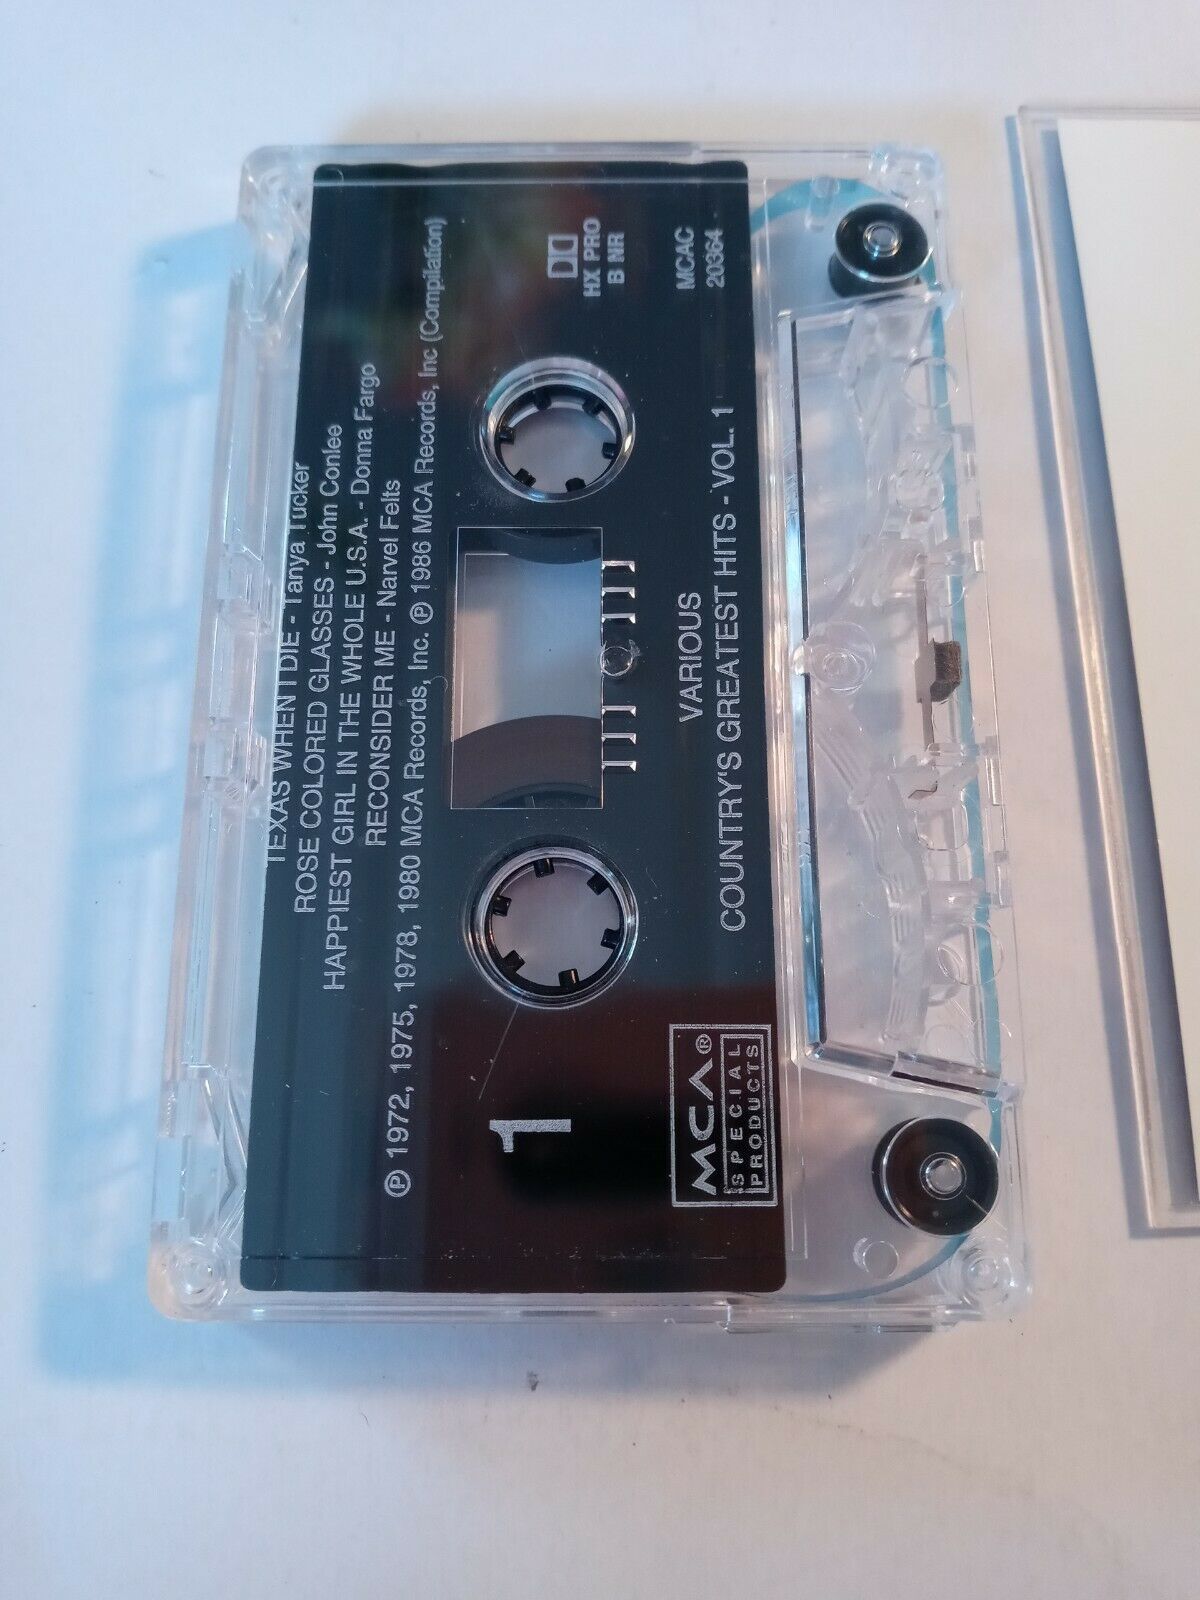 MCA®
SPECIAL
PRODUCTS
VARIOUS
COUNTRY'S GREATEST HITS - VOL. 1
MCAC
20364
1
HX PRO
B NR
TEXAS WHEN I DIE - Tanya Tucker
ROSE COLORED GLASSES - John Conlee
HAPPIEST GIRL IN THE WHOLE U.S.A. - Donna Fargo
RECONSIDER ME - Narvel Felts
℗ 1972, 1975, 1978, 1980 MCA Records, Inc. ℗ 1986 MCA Records, Inc (Compilation)